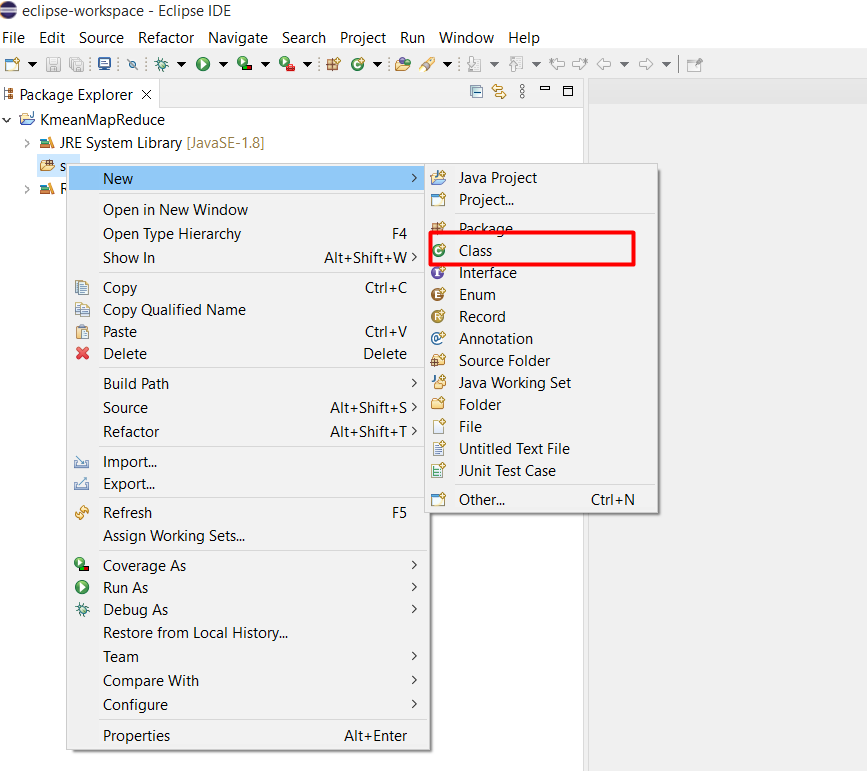 eclipse-workspace - Eclipse IDE
File Edit Source Refactor Navigate Search Project Run Window Help
Package Explorer
KmeanMapReduce
JRE System Library [JavaSE-1.8]
s
R
New
Open in New Window
Open Type Hierarchy F4
Show In Alt+Shift+W
Copy Ctrl+C
Copy Qualified Name
Paste Ctrl+V
Delete Delete
Build Path
Source Alt+Shift+S
Refactor Alt+Shift+T
Import...
Export...
Refresh F5
Assign Working Sets...
Coverage As
Run As
Debug As
Restore from Local History...
Team
Compare With
Configure
Properties Alt+Enter
Java Project
Project...
Package
Class
Interface
Enum
Record
Annotation
Source Folder
Java Working Set
Folder
File
Untitled Text File
JUnit Test Case
Other... Ctrl+N